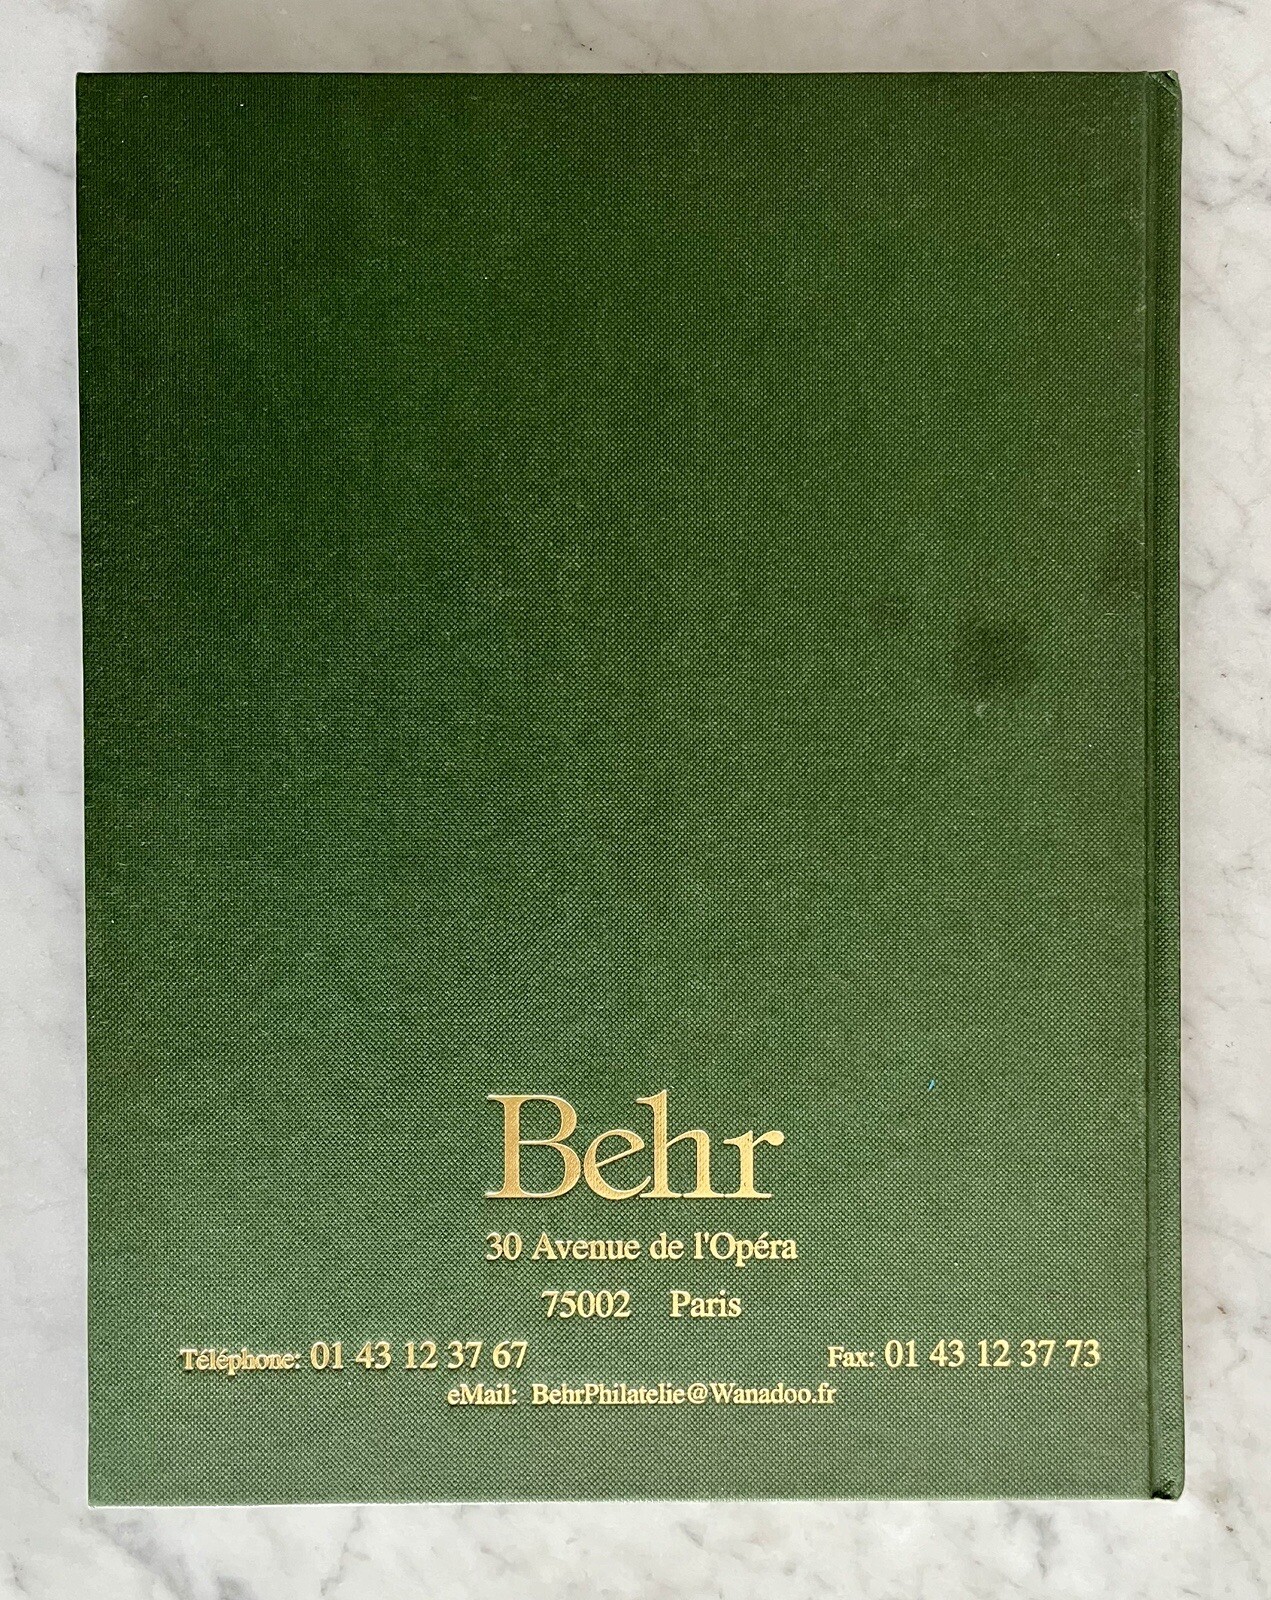 Behr
30 Avenue de l'Opéra
75002 Paris
Téléphone: 01 43 12 37 67 Fax: 01 43 12 37 73
eMail: BehrPhilatelie@Wanadoo.fr